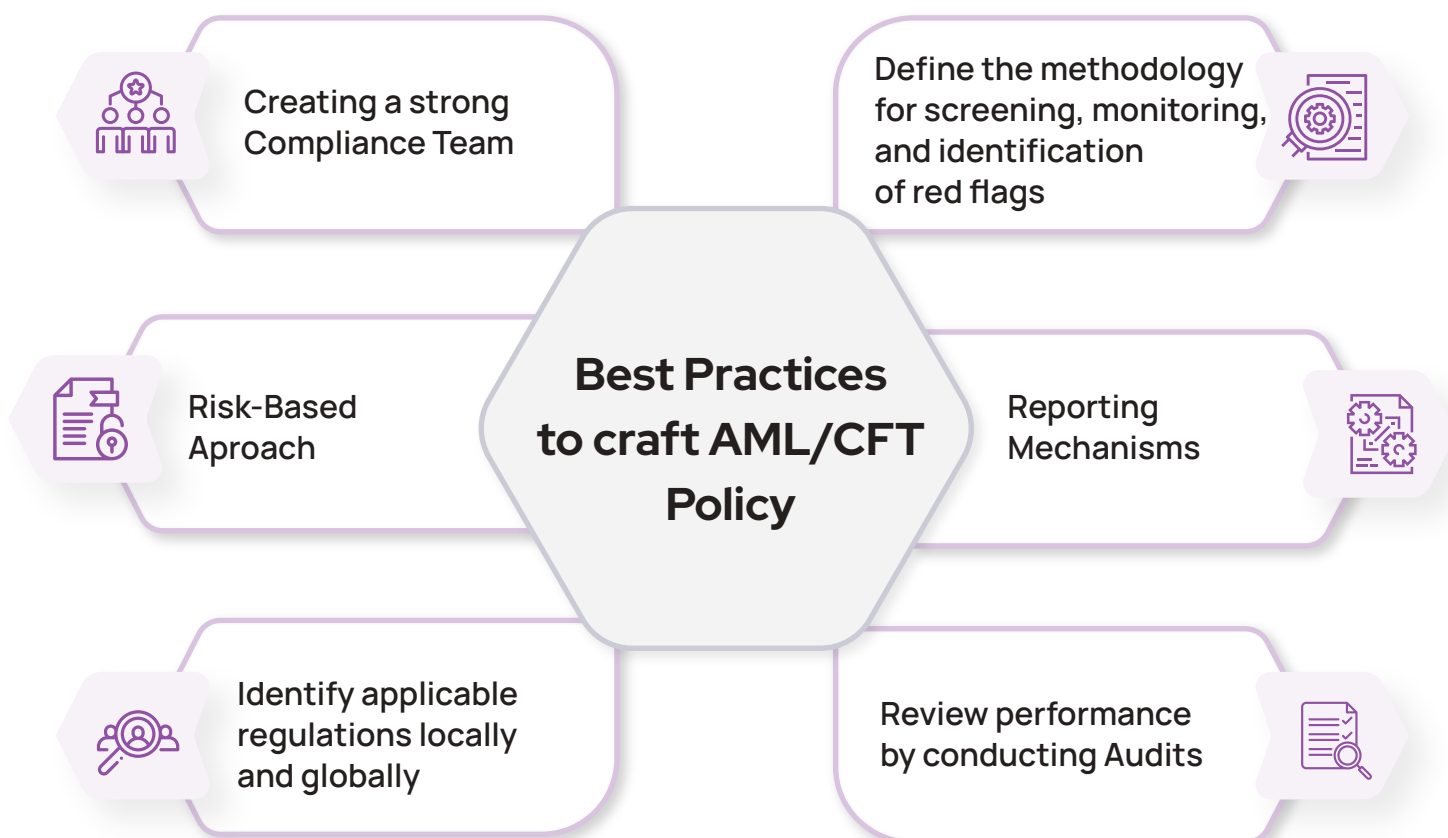 Creating a strong
Compliance Team
Define the methodology
for screening, monitoring,
and identification
of red flags
Risk-Based
Aproach
Best Practices
to craft AML/CFT
Policy
Reporting
Mechanisms
Identify applicable
regulations locally
and globally
Review performance
by conducting Audits